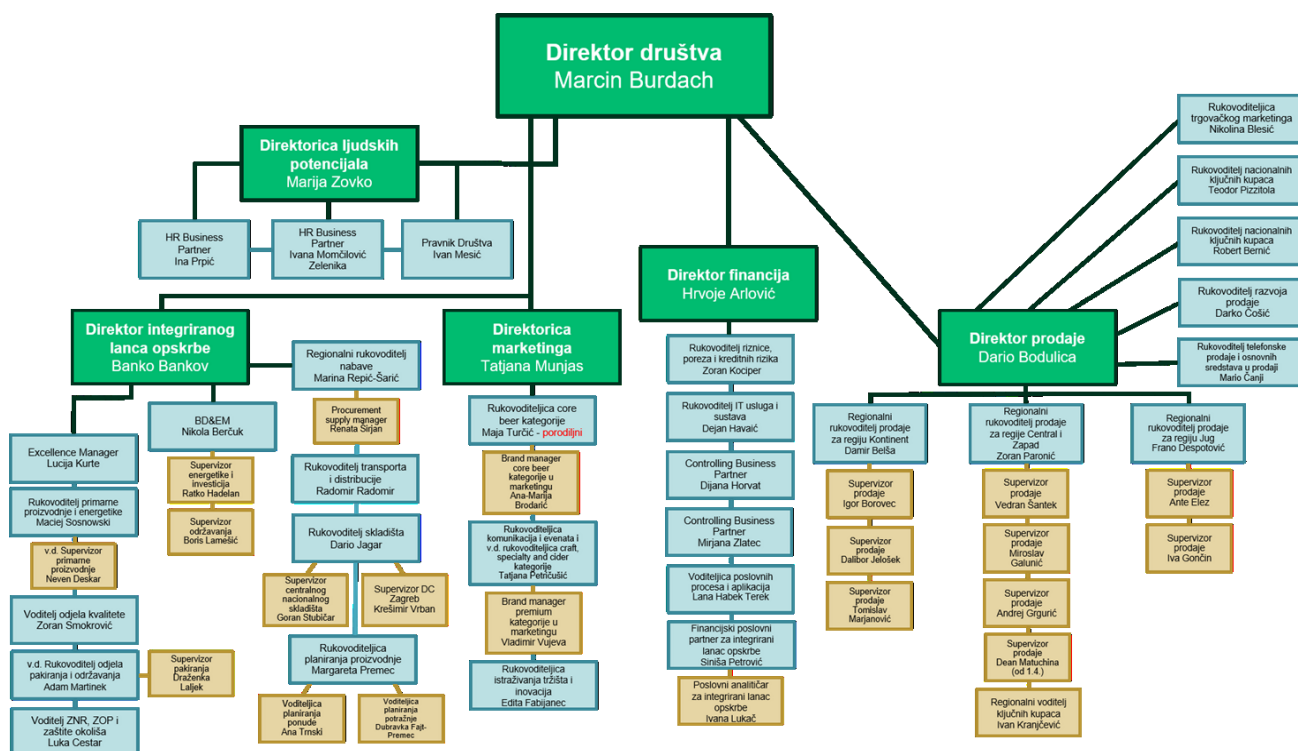 Direktor društva
Marcin Burdach
Direktorica ljudskih
potencijala
Marija Zovko
HR Business
Partner
Ina Prpić
HR Business
Partner
Ivana Momčilović
Zelenika
Pravnik Društva
Ivan Mesić
Direktor integriranog
lanca opskrbe
Banko Bankov
Excellence Manager
Lucija Kurte
Rukovoditelj primarne
proizvodnje i energetike
Maciej Sosnowski
v.d. Supervizor
primarne
proizvodnje
Neven Deskar
Voditelj odjela kvalitete
Zoran Smokrović
v.d. Rukovoditelj odjela
pakiranja i održavanja
Adam Martinek
Supervizor
pakiranja
Draženka
Laljek
Voditelj ZNR, ZOP i
zaštite okoliša
Luka Cestar
BD&EM
Nikola Berčuk
Supervizor
energetike i
investicija
Ratko Hadelan
Supervizor
održavanja
Boris Lamešić
Regionalni rukovoditelj
nabave
Marina Repić-Šarić
Procurement
supply manager
Renata Sirjan
Rukovoditelj transporta
i distribucije
Radomir Radomir
Rukovoditelj skladišta
Dario Jagar
Supervizor
centralnog
nacionalnog
skladišta
Goran Stubičar
Supervizor DC
Zagreb
Krešimir Vrban
Rukovoditeljica
planiranja proizvodnje
Margareta Premec
Voditeljica
planiranja
ponude
Ana Trnski
Voditeljica
planiranja
potražnje
Dubravka Fajt-
Premec
Direktorica
marketinga
Tatjana Munjas
Rukovoditeljica core
beer kategorije
Maja Turčić - porodiljni
Brand manager
core beer
kategorije u
marketingu
Ana-Marija
Brodarić
Rukovoditeljica
komunikacija i evenata i
v.d. rukovoditeljica craft,
specialty and cider
kategorije
Tatjana Petričušić
Brand manager
premium
kategorije u
marketingu
Vladimir Vujeva
Rukovoditeljica
istraživanja tržišta i
inovacija
Edita Fabijanec
Direktor financija
Hrvoje Arlović
Rukovoditelj riznice,
poreza i kreditnih rizika
Zoran Kociper
Rukovoditelj IT usluga i
sustava
Dejan Havaić
Controlling Business
Partner
Dijana Horvat
Controlling Business
Partner
Mirjana Zlatec
Voditeljica poslovnih
procesa i aplikacija
Lana Habek Terek
Financijski poslovni
partner za integrirani
lanac opskrbe
Siniša Petrović
Poslovni analitičar
za integrirani lanac
opskrbe
Ivana Lukač
Direktor prodaje
Dario Bodulica
Rukovoditeljica
trgovačkog marketinga
Nikolina Blesić
Rukovoditelj nacionalnih
ključnih kupaca
Teodor Pizzitola
Rukovoditelj nacionalnih
ključnih kupaca
Robert Bernić
Rukovoditelj razvoja
prodaje
Darko Čošić
Rukovoditelj telefonske
prodaje i osnovnih
sredstava u prodaji
Mario Čanji
Regionalni
rukovoditelj prodaje
za regiju Kontinent
Damir Belša
Supervizor
prodaje
Igor Borovec
Supervizor
prodaje
Dalibor Jelošek
Supervizor
prodaje
Tomislav
Marjanović
Regionalni
rukovoditelj prodaje
za regije Central i
Zapad
Zoran Paronić
Supervizor
prodaje
Vedran Šantek
Supervizor
prodaje
Miroslav
Galunić
Supervizor
prodaje
Andrej Grgurić
Supervizor
prodaje
Dean Matuchina
(od 1.4.)
Regionalni voditelj
ključnih kupaca
Ivan Kranjčević
Regionalni
rukovoditelj prodaje
za regiju Jug
Frano Despotović
Supervizor
prodaje
Ante Elez
Supervizor
prodaje
Iva Gončin